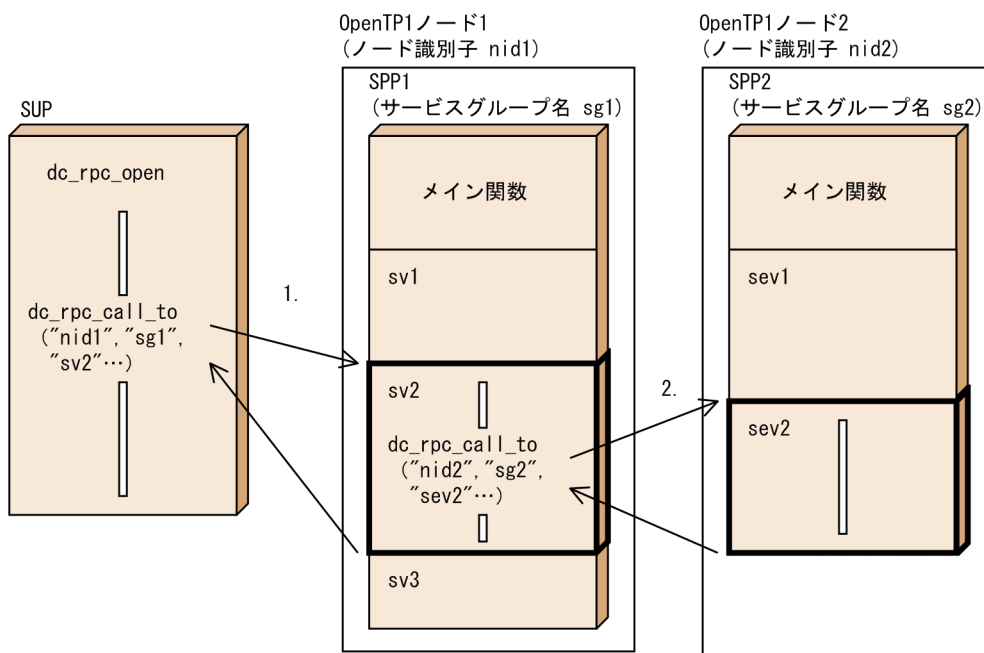 OpenTP1ノード1
(ノード識別子 nid1)
OpenTP1ノード2
(ノード識別子 nid2)
SUP
SPP1
(サービスグループ名 sg1)
SPP2
(サービスグループ名 sg2)
dc_rpc_open
dc_rpc_call_to
("nid1","sg1",
"sv2"…)
1.
メイン関数
sv1
sv2
dc_rpc_call_to
("nid2","sg2",
"sev2"…)
sv3
2.
メイン関数
sev1
sev2